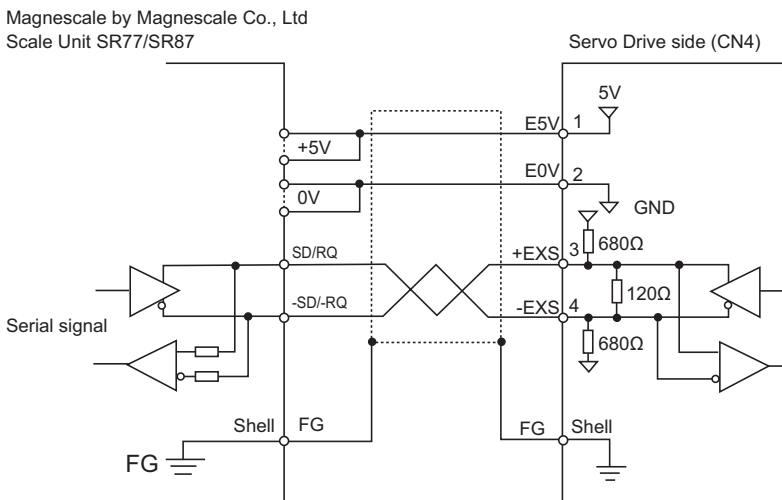 Magnescale by Magnescale Co., Ltd
Scale Unit SR77/SR87
Servo Drive side (CN4)
5V
E5V 1
+5V
E0V 2
0V
GND
680Ω
SD/RQ
+EXS 3
120Ω
-SD/-RQ
-EXS 4
Serial signal
680Ω
Shell FG
FG Shell
FG